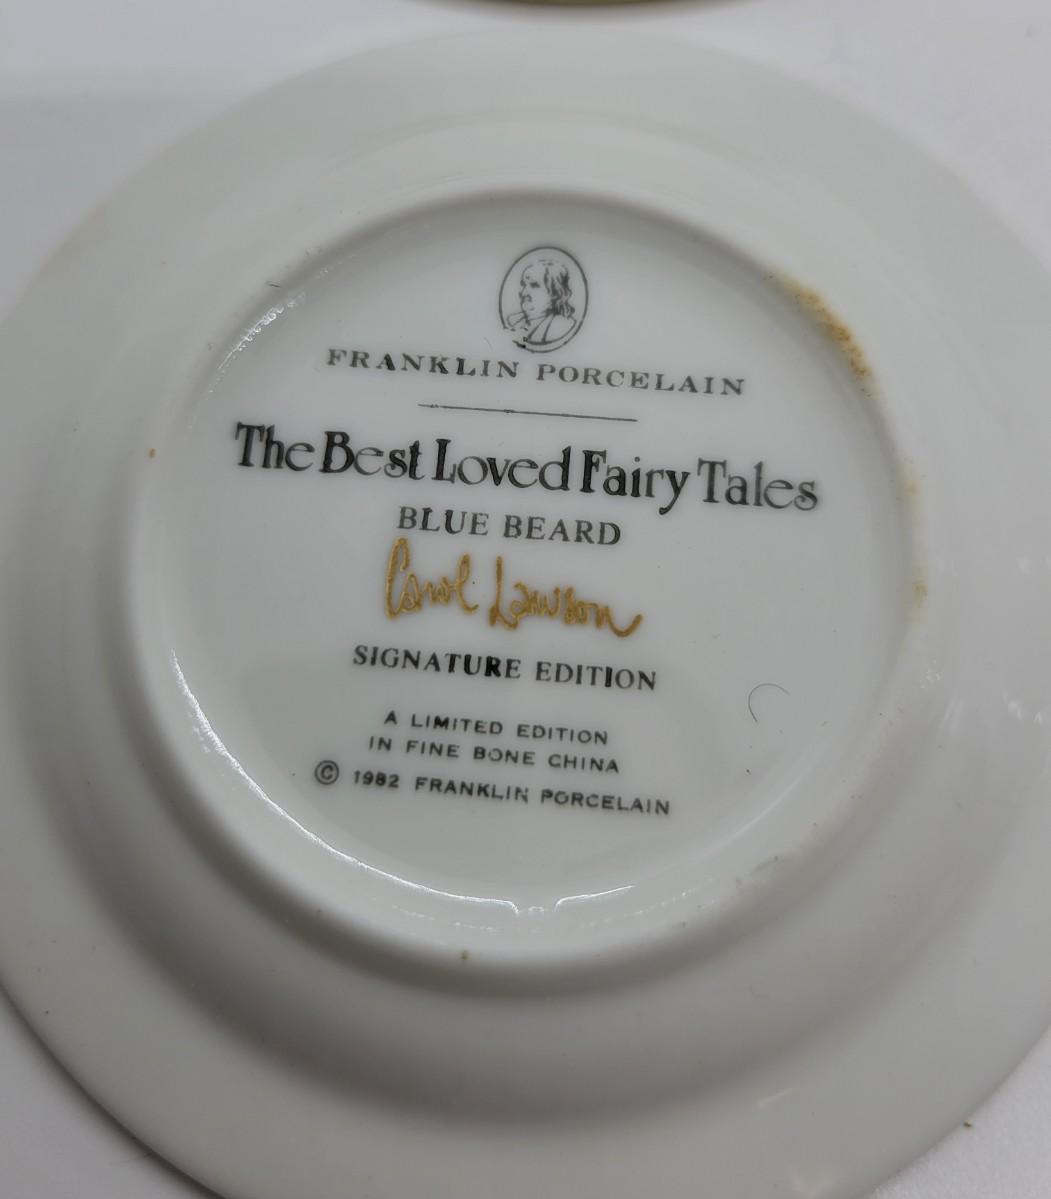 FRANKLIN PORCELAIN
The Best Loved Fairy Tales
BLUE BEARD
Carol Lawson
SIGNATURE EDITION
A LIMITED EDITION
IN FINE BONE CHINA
© 1982 FRANKLIN PORCELAIN